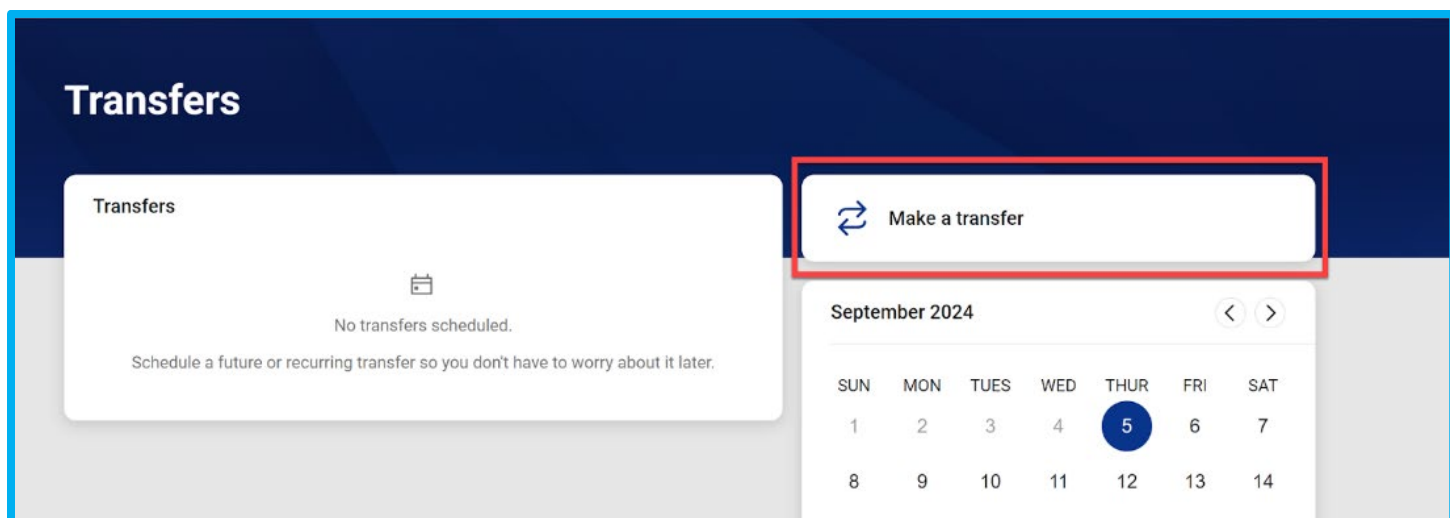 Transfers
Transfers
No transfers scheduled.
Schedule a future or recurring transfer so you don't have to worry about it later.
Make a transfer
September 2024
SUN MON TUES WED THUR FRI SAT
1 2 3 4 5 6 7
8 9 10 11 12 13 14